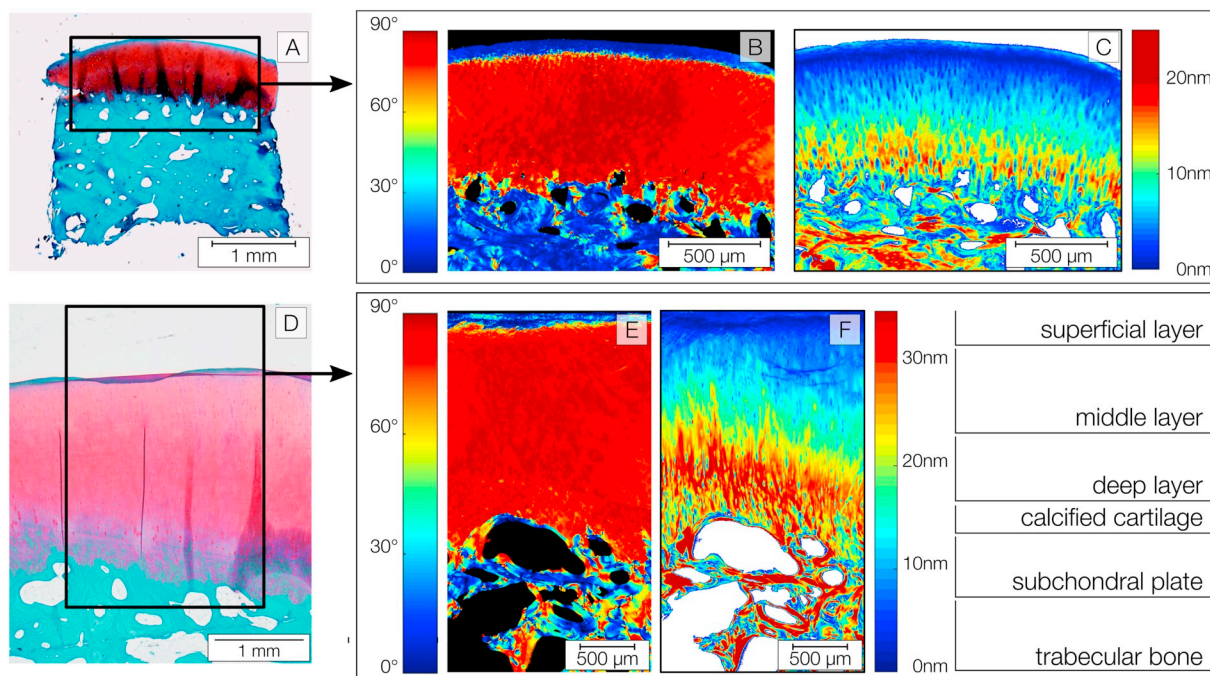 A
1 mm
90°
60°
30°
0°
B
500 µm
C
500 µm
20nm
10nm
0nm
D
1 mm
90°
60°
30°
0°
E
500 µm
F
500 µm
30nm
20nm
10nm
0nm
superficial layer
middle layer
deep layer
calcified cartilage
subchondral plate
trabecular bone